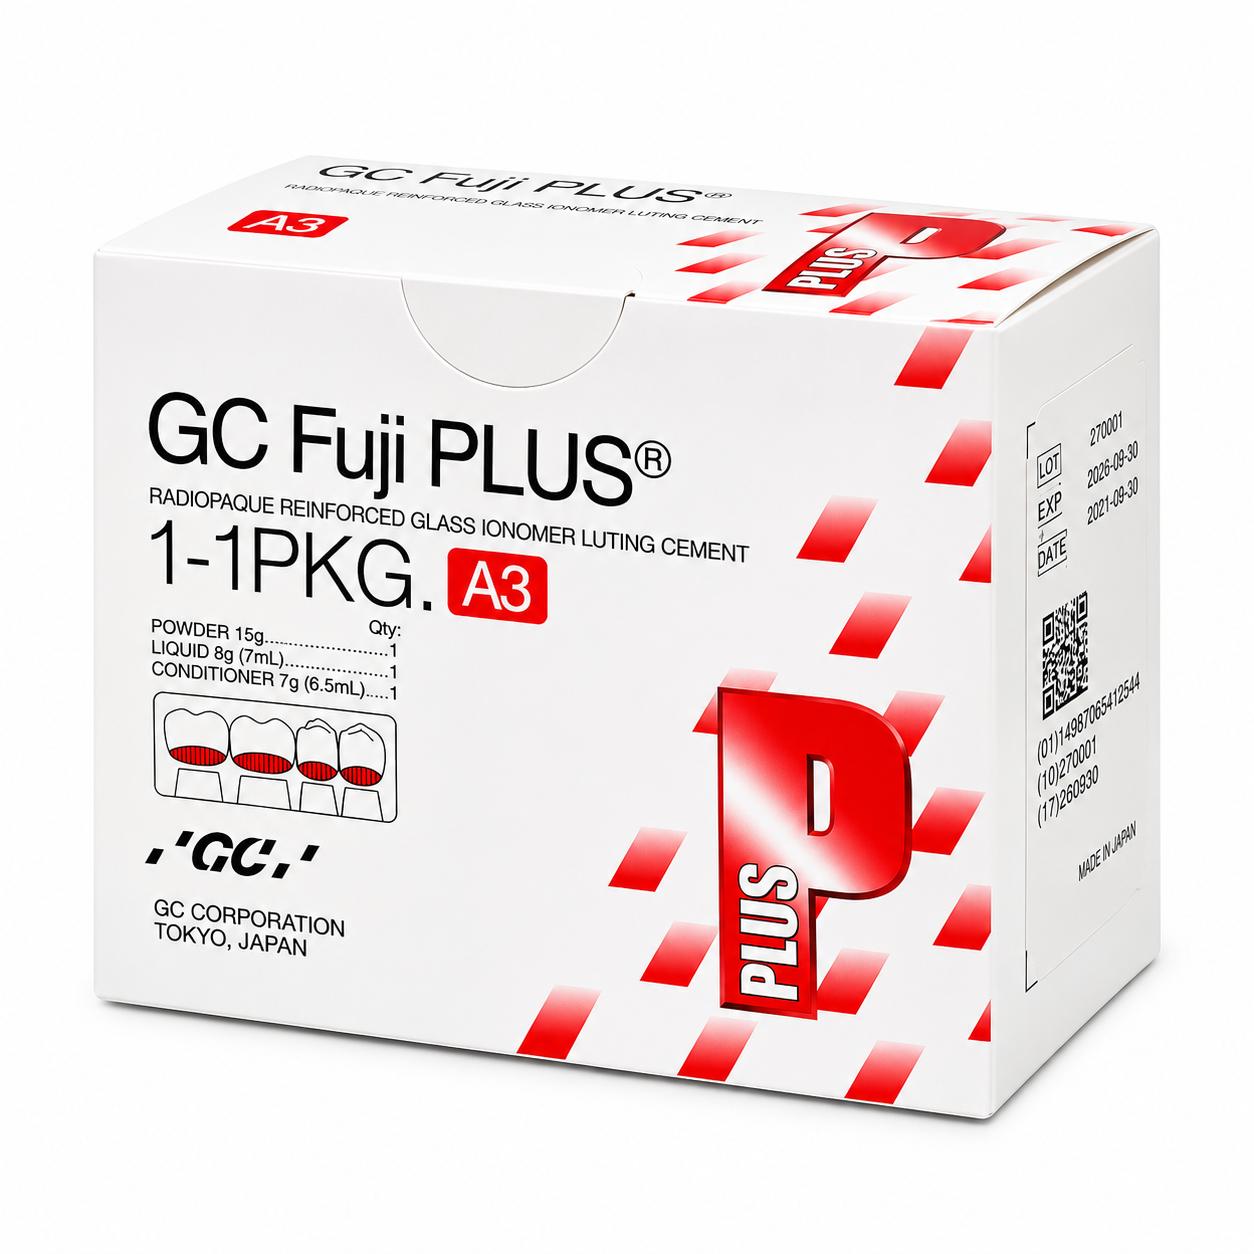 GC Fuji PLUS®
RADIOPAQUE REINFORCED GLASS IONOMER LUTING CEMENT
A3
PLUS
P
GC Fuji PLUS®
RADIOPAQUE REINFORCED GLASS IONOMER LUTING CEMENT
1-1PKG. A3
Qty:
POWDER 15g......................1
LIQUID 8g (7mL)....................1
CONDITIONER 7g (6.5mL).....1
GC
GC CORPORATION
TOKYO, JAPAN
P
PLUS
LOT 270001
EXP 2026-09-30
DATE 2021-09-30
(01)14987065412544
(10)270001
(17)260930
MADE IN JAPAN